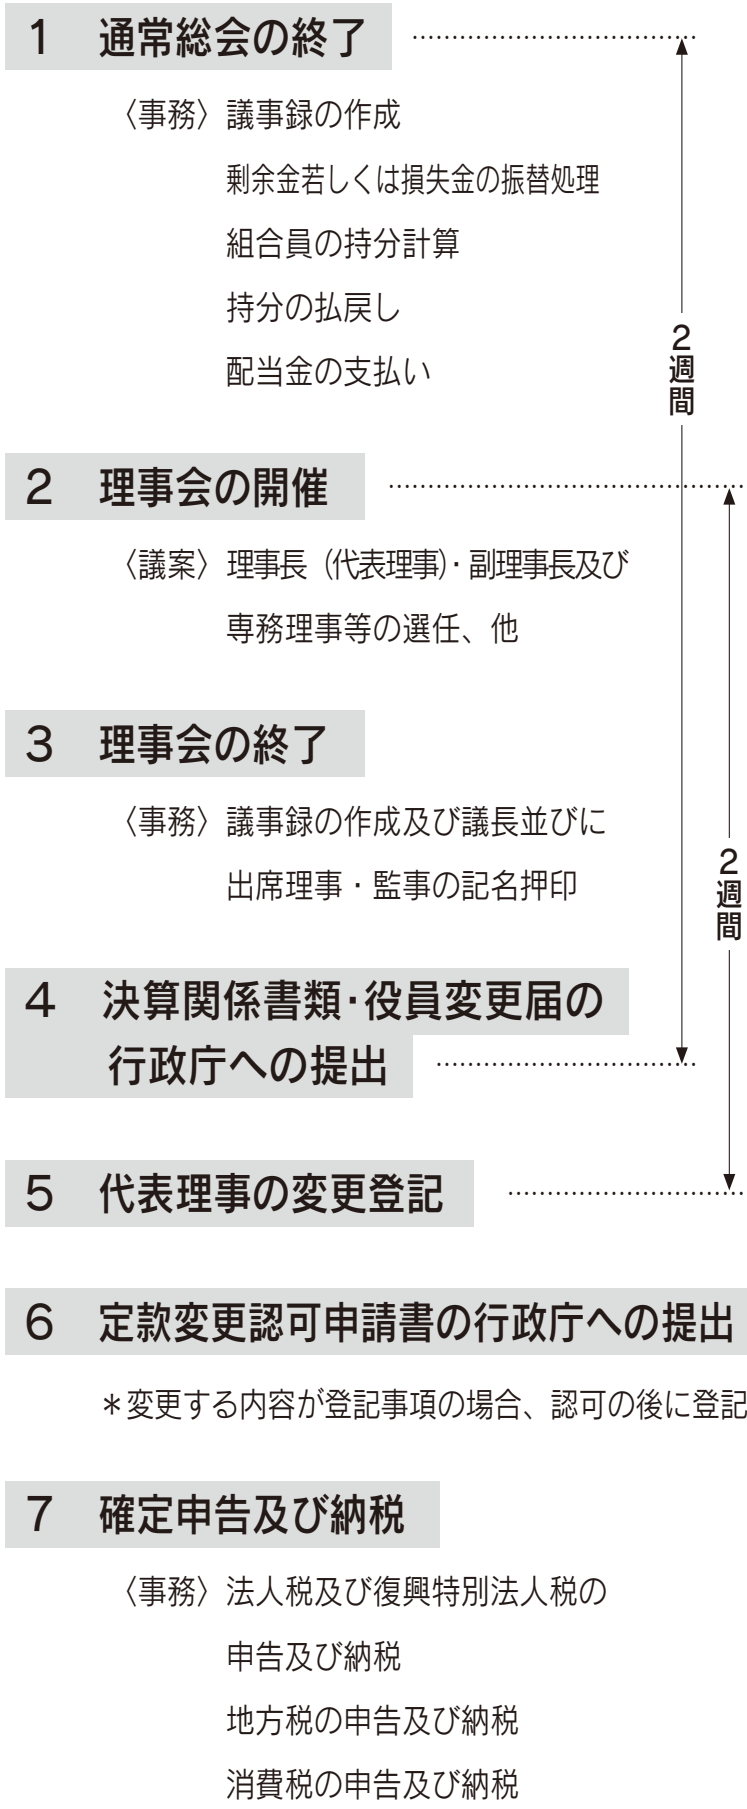 1 通常総会の終了
〈事務〉議事録の作成
剰余金若しくは損失金の振替処理
組合員の持分計算
持分の払戻し
配当金の支払い
2週間
2 理事会の開催
〈議案〉理事長(代表理事)・副理事長及び
専務理事等の選任、他
3 理事会の終了
〈事務〉議事録の作成及び議長並びに
出席理事・監事の記名押印
2週間
4 決算関係書類・役員変更届の
行政庁への提出
5 代表理事の変更登記
6 定款変更認可申請書の行政庁への提出
＊変更する内容が登記事項の場合、認可の後に登記
7 確定申告及び納税
〈事務〉法人税及び復興特別法人税の
申告及び納税
地方税の申告及び納税
消費税の申告及び納税